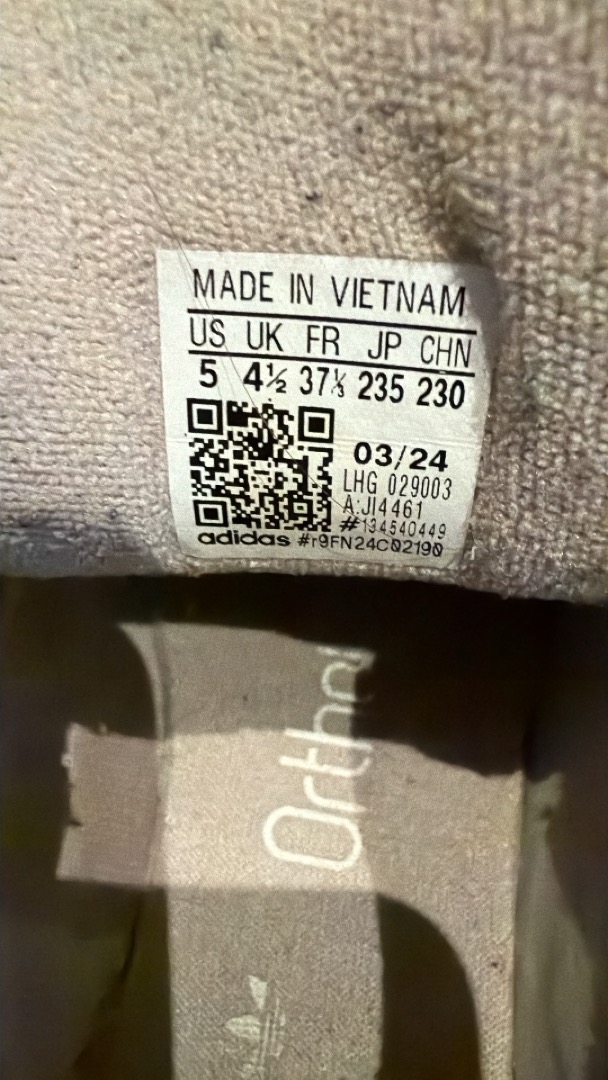 MADE IN VIETNAM
US UK FR JP CHN
5 4½ 37⅓ 235 230
03/24
LHG 029003
A:JI4461
#134540449
adidas #r9FN24C02190